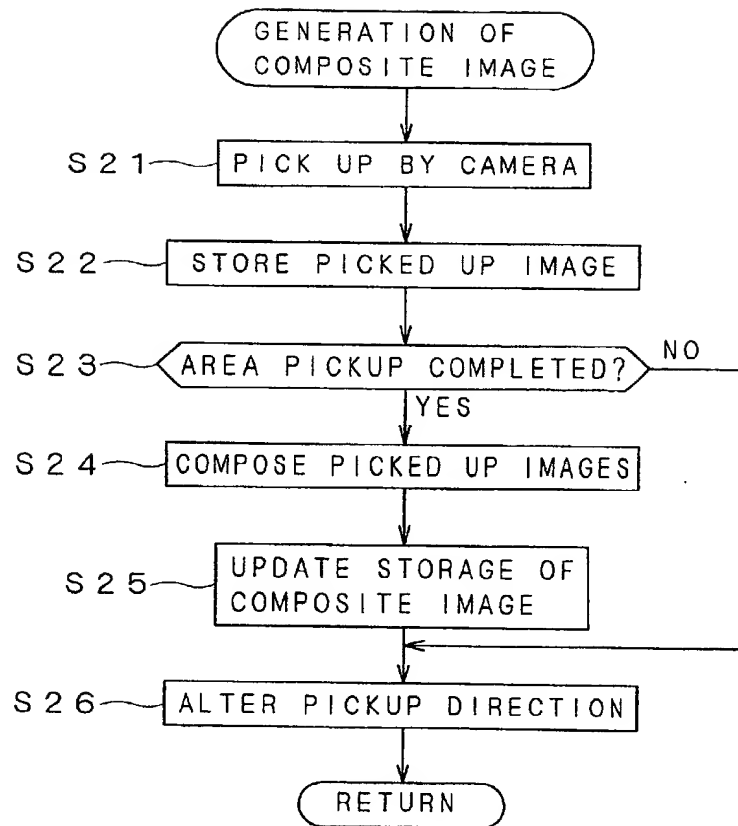 GENERATION OF
COMPOSITE IMAGE
S21
PICK UP BY CAMERA
S22
STORE PICKED UP IMAGE
S23
AREA PICKUP COMPLETED?
NO
YES
S24
COMPOSE PICKED UP IMAGES
S25
UPDATE STORAGE OF
COMPOSITE IMAGE
S26
ALTER PICKUP DIRECTION
RETURN